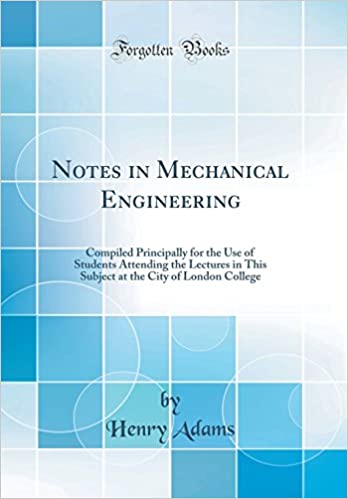 Forgotten Books
NOTES IN MECHANICAL
ENGINEERING
Compiled Principally for the Use of
Students Attending the Lectures in This
Subject at the City of London College
by
Henry Adams